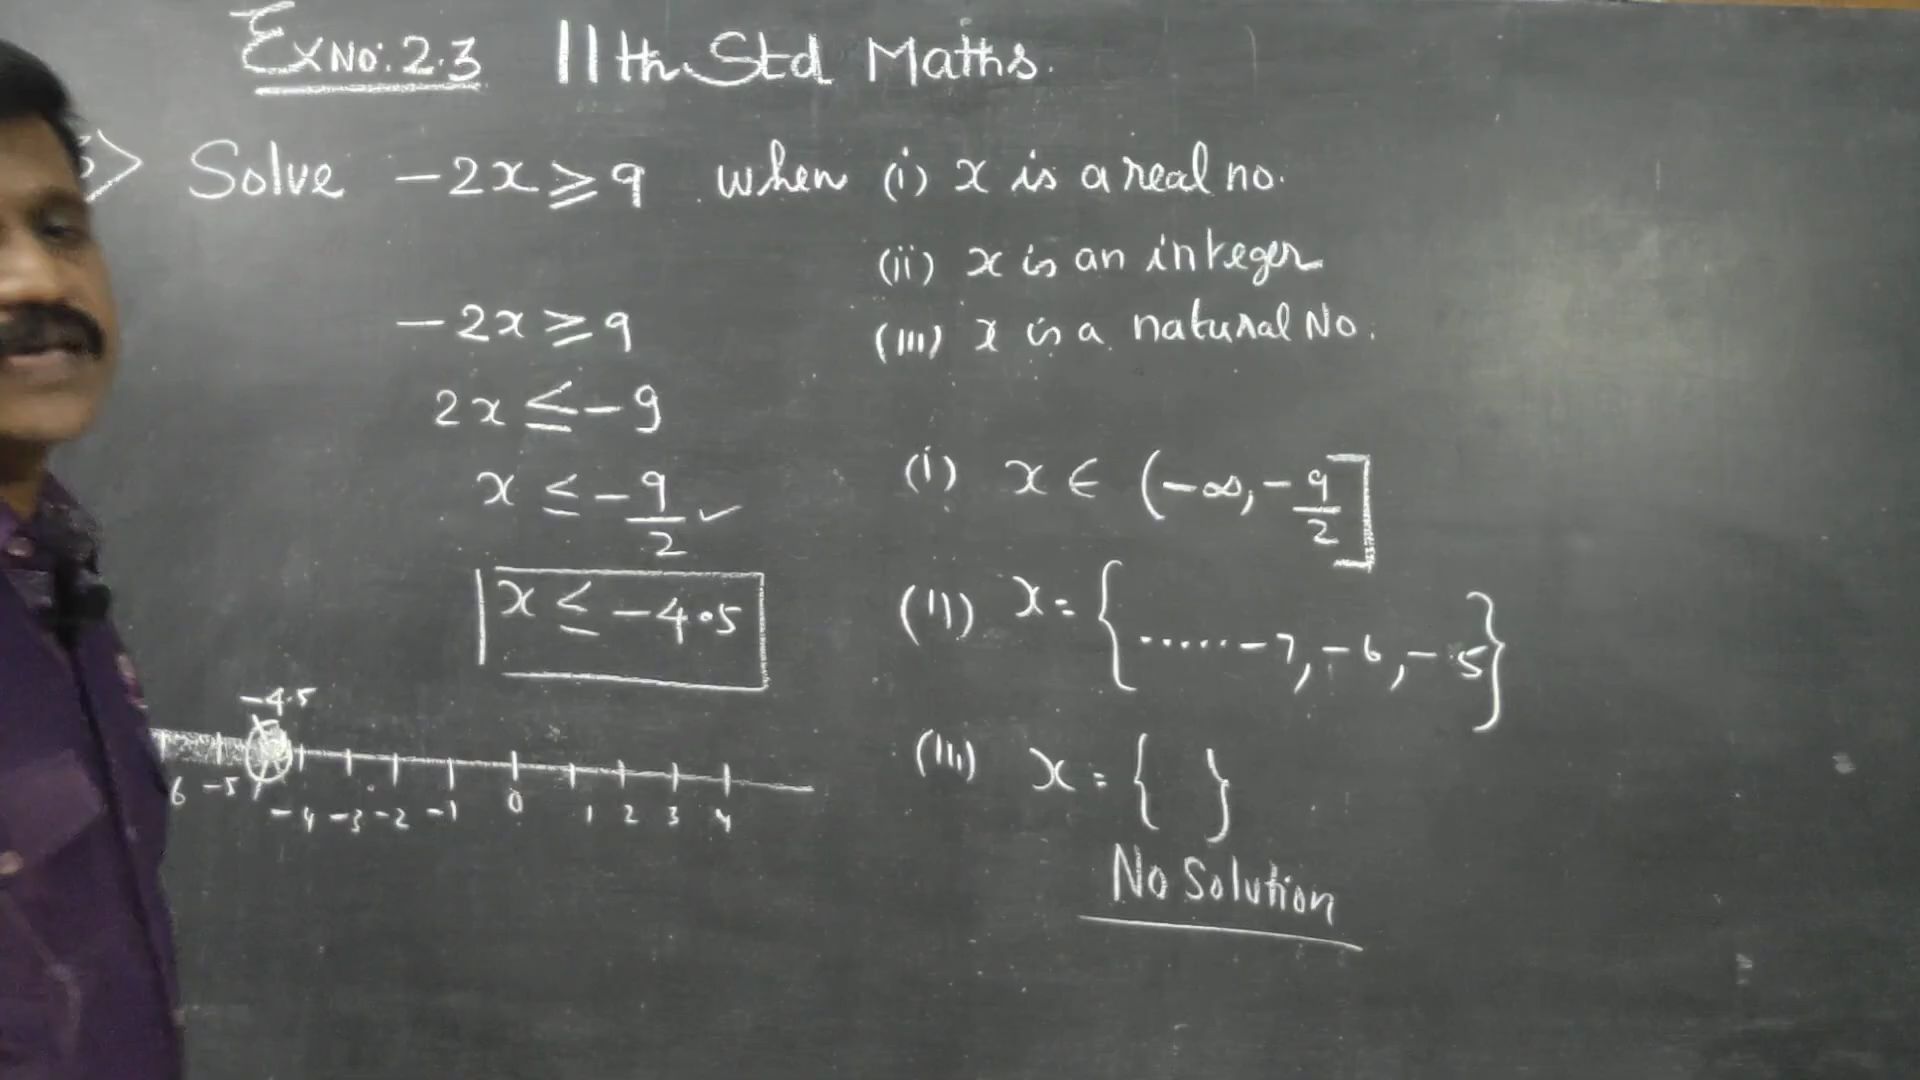 Ex No: 2.3 11th Std Maths.
Solve -2x ≥ 9 when (i) x is a real no.
(ii) x is an integer
(iii) x is a natural No.
-2x ≥ 9
2x ≤ -9
x ≤ -9/2 ✓
x ≤ -4.5
-4.5
6 -5 -4 -3 -2 -1 0 1 2 3 4
(i) x ∈ (-∞, -9/2]
(ii) x = {...... -7, -6, -5}
(iii) x = { }
No Solution